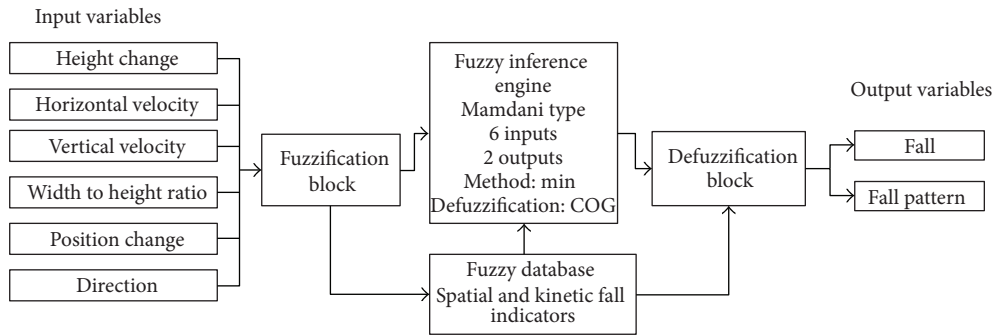 Input variables
Height change
Horizontal velocity
Vertical velocity
Width to height ratio
Position change
Direction
Fuzzification
block
Fuzzy inference
engine
Mamdani type
6 inputs
2 outputs
Method: min
Defuzzification: COG
Fuzzy database
Spatial and kinetic fall
indicators
Defuzzification
block
Output variables
Fall
Fall pattern